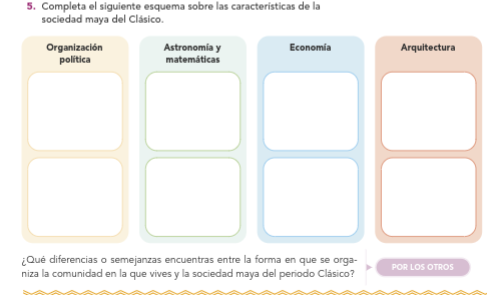 5. Completa el siguiente esquema sobre las características de la
sociedad maya del Clásico.
Organización
política
Astronomía y
matemáticas
Economía
Arquitectura
¿Qué diferencias o semejanzas encuentras entre la forma en que se orga-
niza la comunidad en la que vives y la sociedad maya del periodo Clásico?
POR LOS OTROS